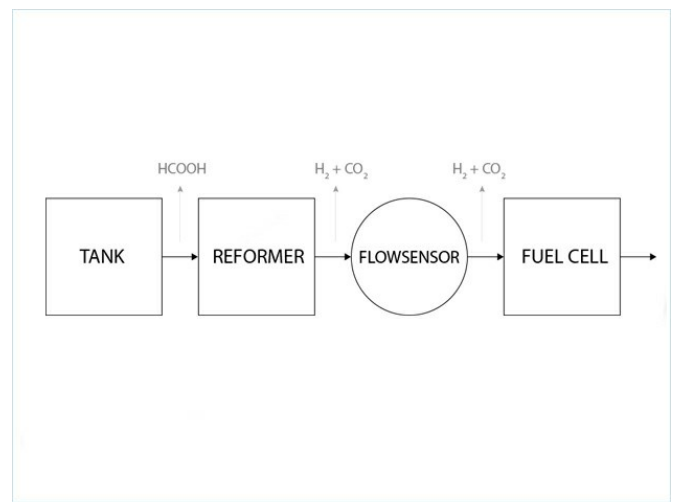 HCOOH
H₂ + CO₂
H₂ + CO₂
TANK
REFORMER
FLOWSENSOR
FUEL CELL